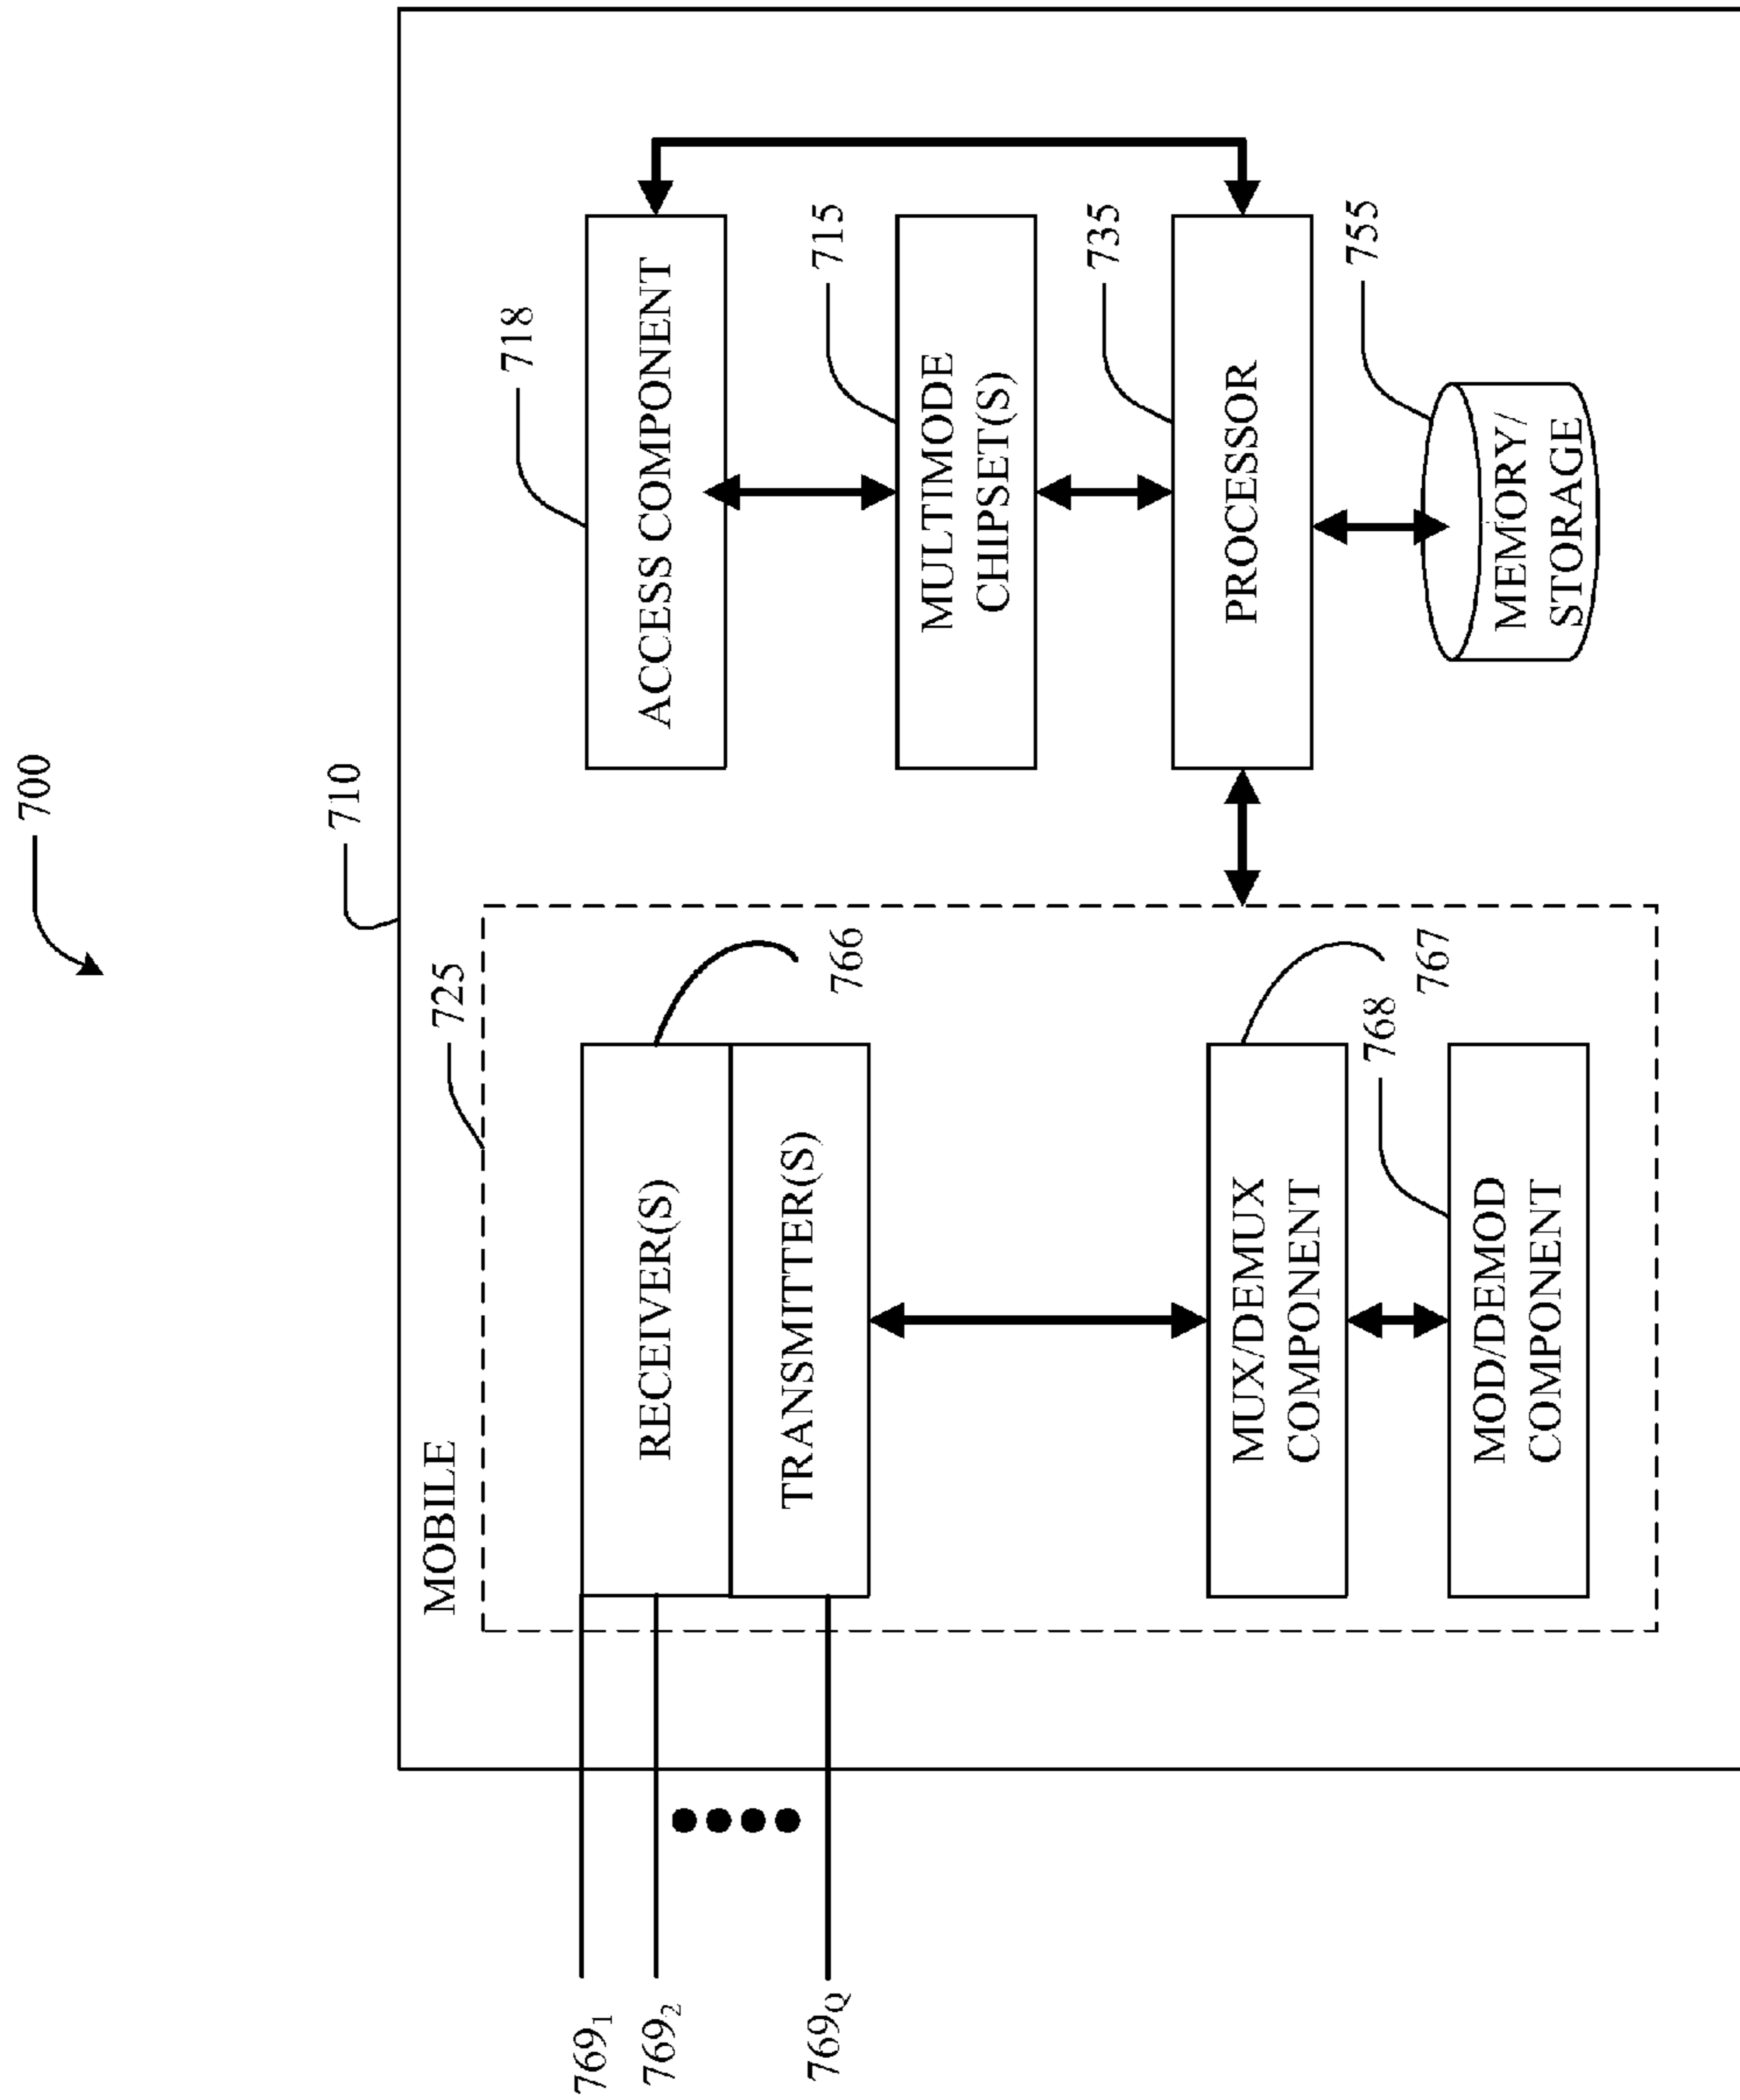 700
710
MOBILE
725
769₁
769₂
769Q
RECEIVER(S)
766
TRANSMITTER(S)
MUX/DEMUX
COMPONENT
767
768
MOD/DEMOD
COMPONENT
718
ACCESS COMPONENT
715
MULTIMODE
CHIPSET(S)
735
PROCESSOR
755
MEMORY/
STORAGE